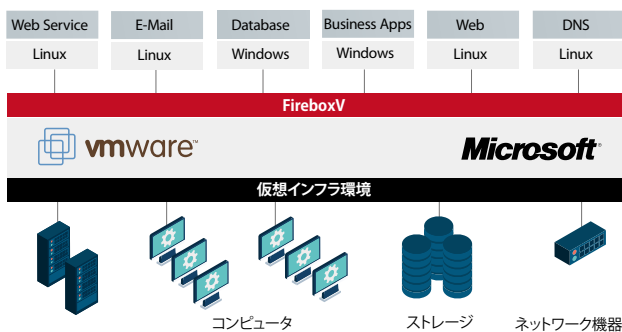 Web Service E-Mail Database Business Apps Web DNS
Linux Linux Windows Windows Linux Linux
FireboxV
vmware™ Microsoft®
仮想インフラ環境
コンピュータ ストレージ ネットワーク機器